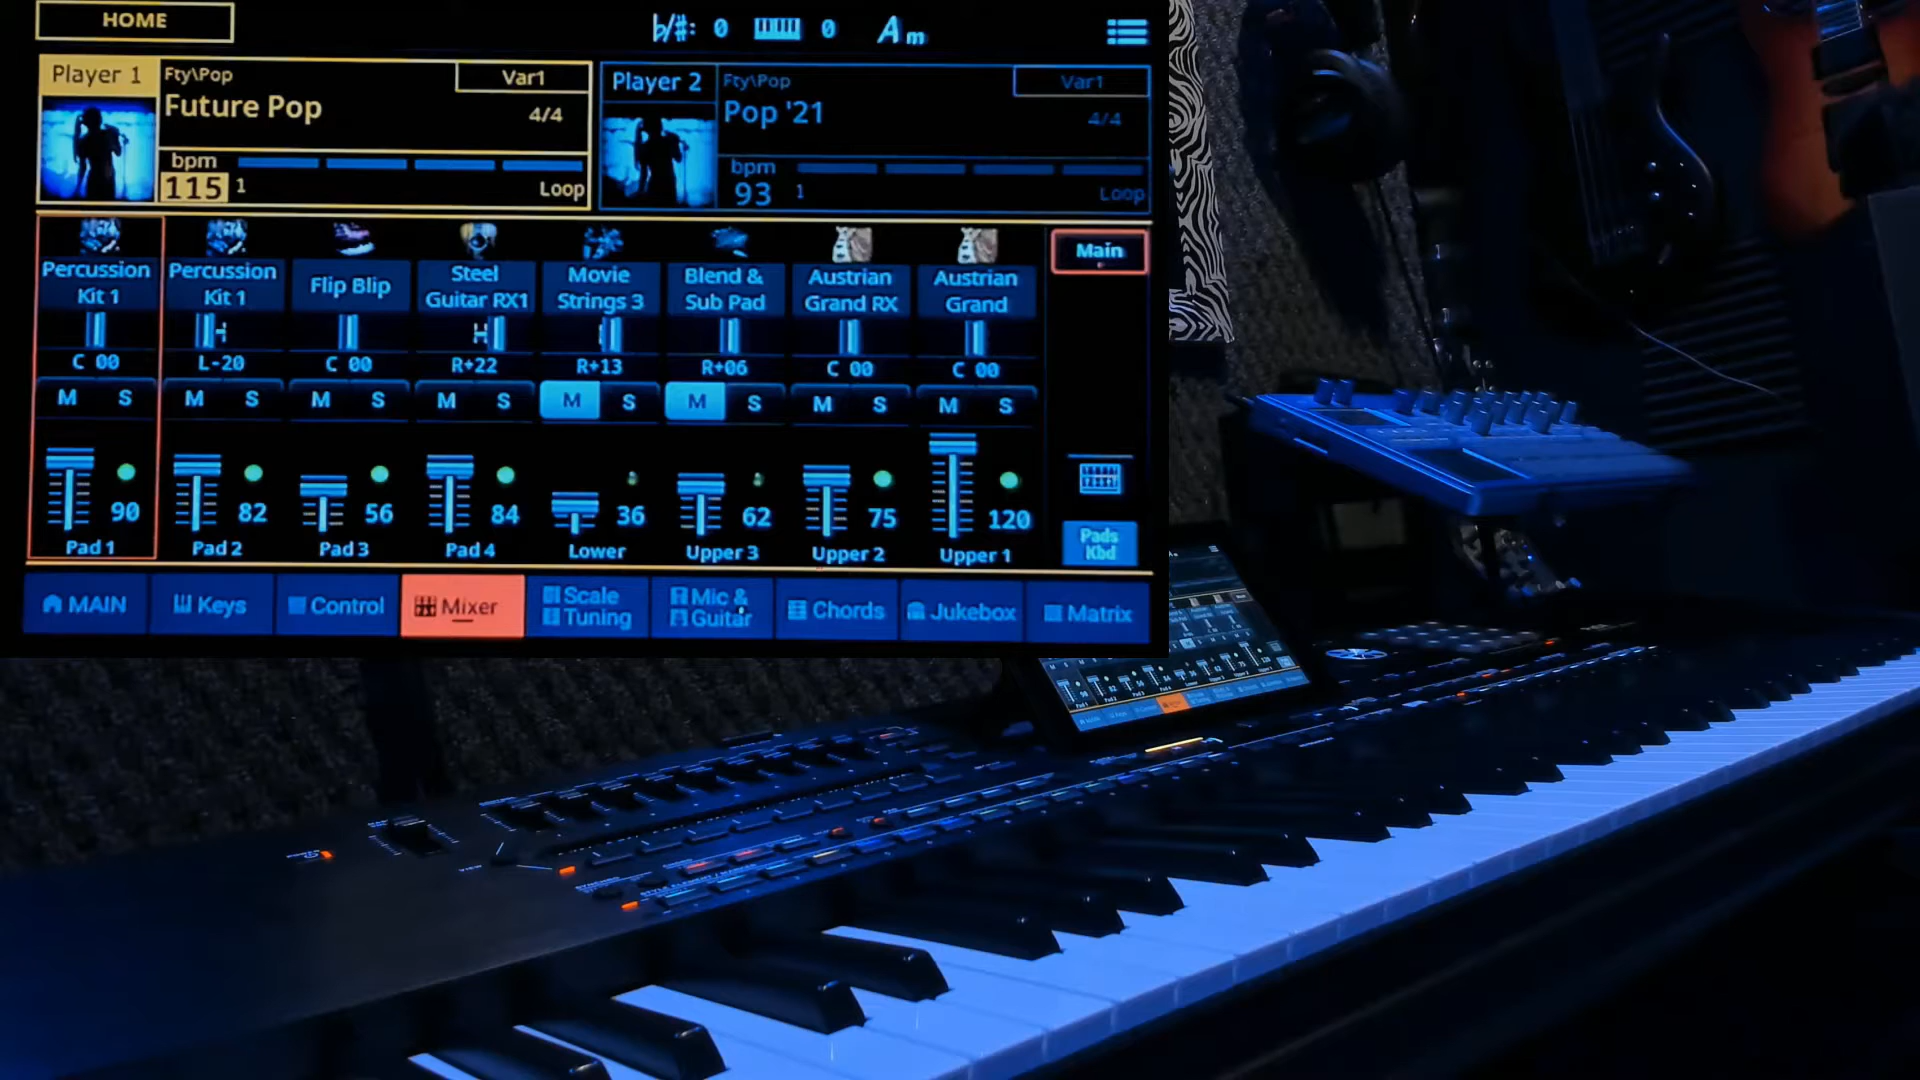 HOME
b/#: 0 0 Am
Player 1
Fty\Pop
Var1
Future Pop
4/4
bpm
115
1
Loop
Player 2
Fty\Pop
Var1
Pop '21
4/4
bpm
93
1
Loop
Percussion Kit 1
Percussion Kit 1
Flip Blip
Steel Guitar RX1
Movie Strings 3
Blend & Sub Pad
Austrian Grand RX
Austrian Grand
Main
C 00
L-20
C 00
R+22
R+13
R+06
C 00
C 00
M S
M S
M S
M S
M S
M S
M S
M S
90
82
56
84
36
62
75
120
Pad 1
Pad 2
Pad 3
Pad 4
Lower
Upper 3
Upper 2
Upper 1
Pads
Kbd
MAIN
Keys
Control
Mixer
Scale
Tuning
Mic &
Guitar
Chords
Jukebox
Matrix